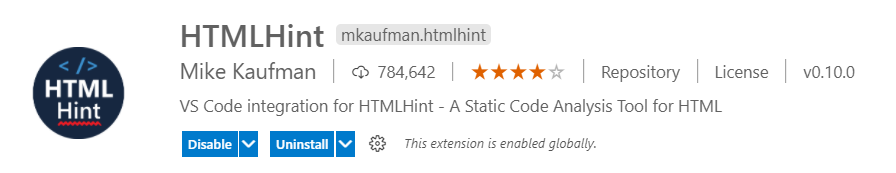 HTMLHint mkaufman.htmlhint
</>
HTML
Hint
Mike Kaufman 784,642 Repository License v0.10.0
VS Code integration for HTMLHint - A Static Code Analysis Tool for HTML
Disable Uninstall This extension is enabled globally.